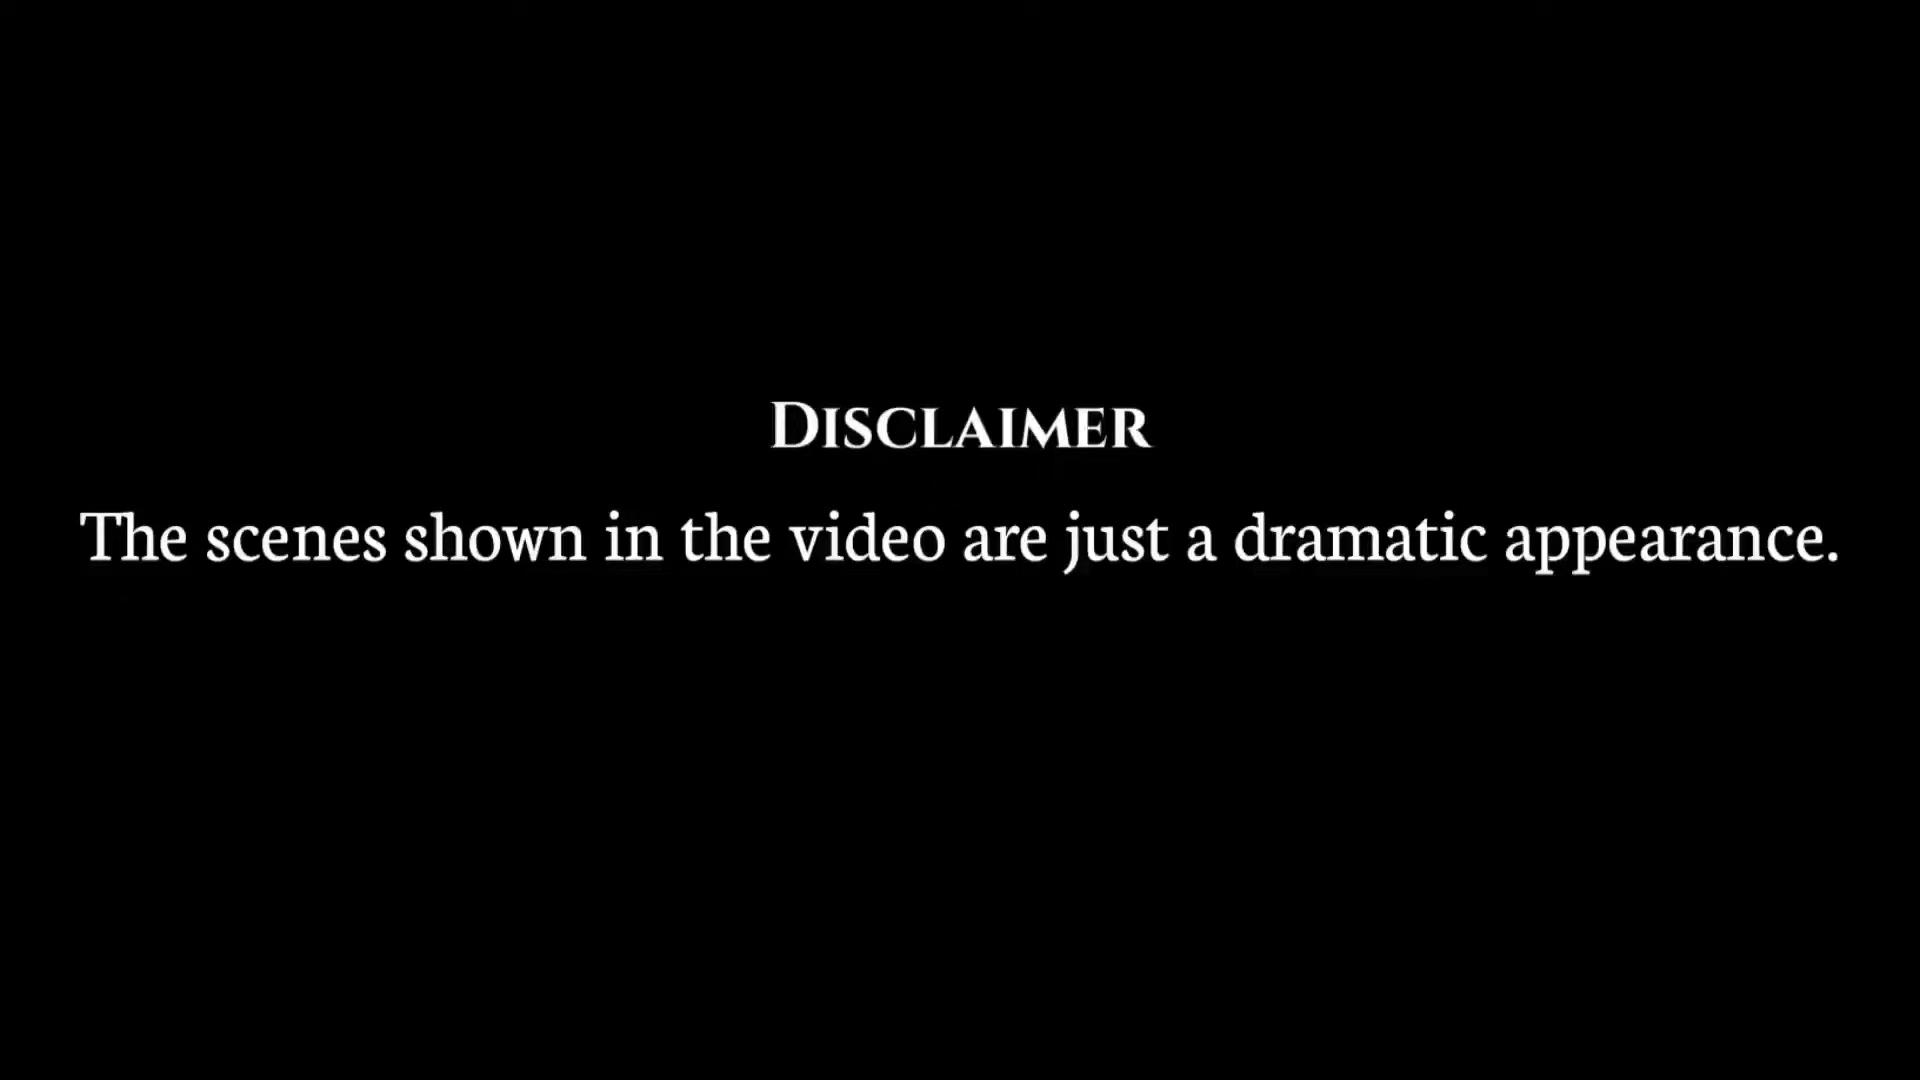 Disclaimer
The scenes shown in the video are just a dramatic appearance.